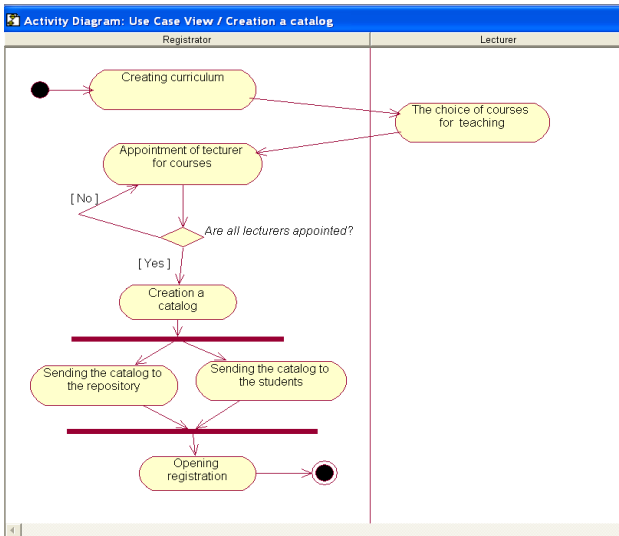 Activity Diagram: Use Case View / Creation a catalog
Registrator
Lecturer
Creating curriculum
The choice of courses
for teaching
Appointment of tecturer
for courses
[ No ]
Are all lecturers appointed?
[ Yes ]
Creation a
catalog
Sending the catalog to
the repository
Sending the catalog to
the students
Opening
registration